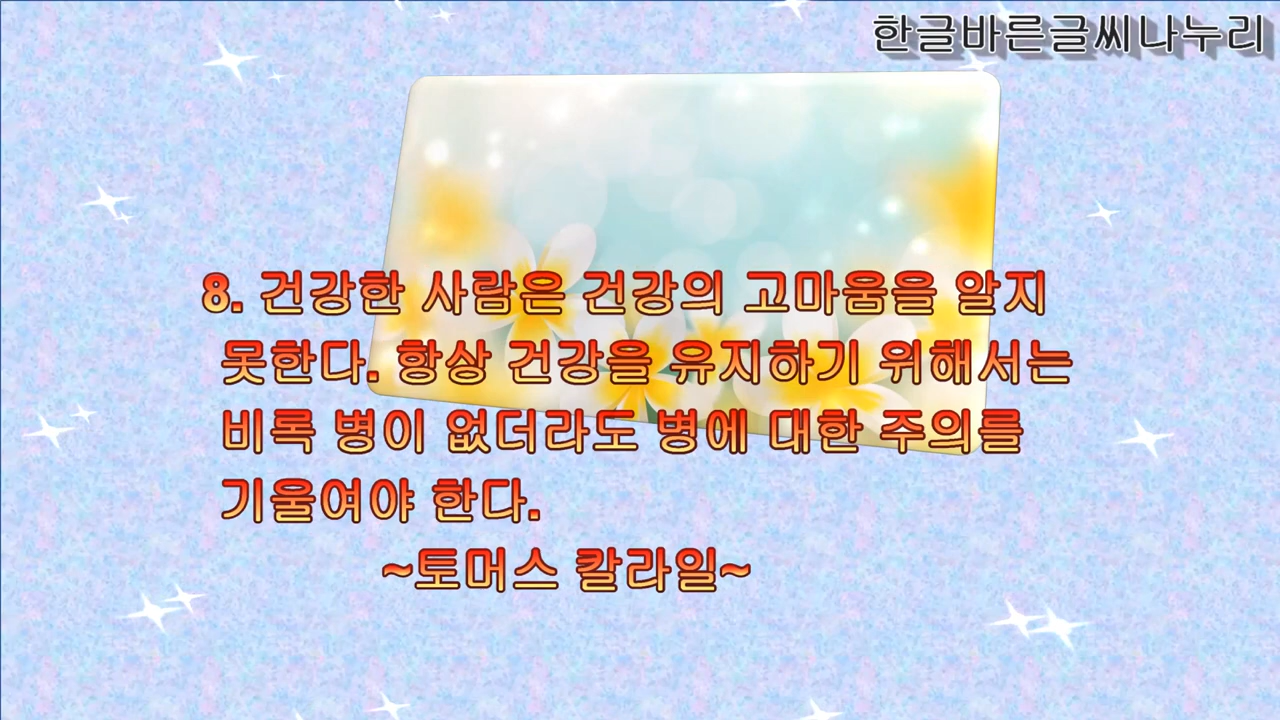 한글바른글씨나누리
8. 건강한 사람은 건강의 고마움을 알지
못한다. 항상 건강을 유지하기 위해서는
비록 병이 없더라도 병에 대한 주의를
기울여야 한다.
~토머스 칼라일~